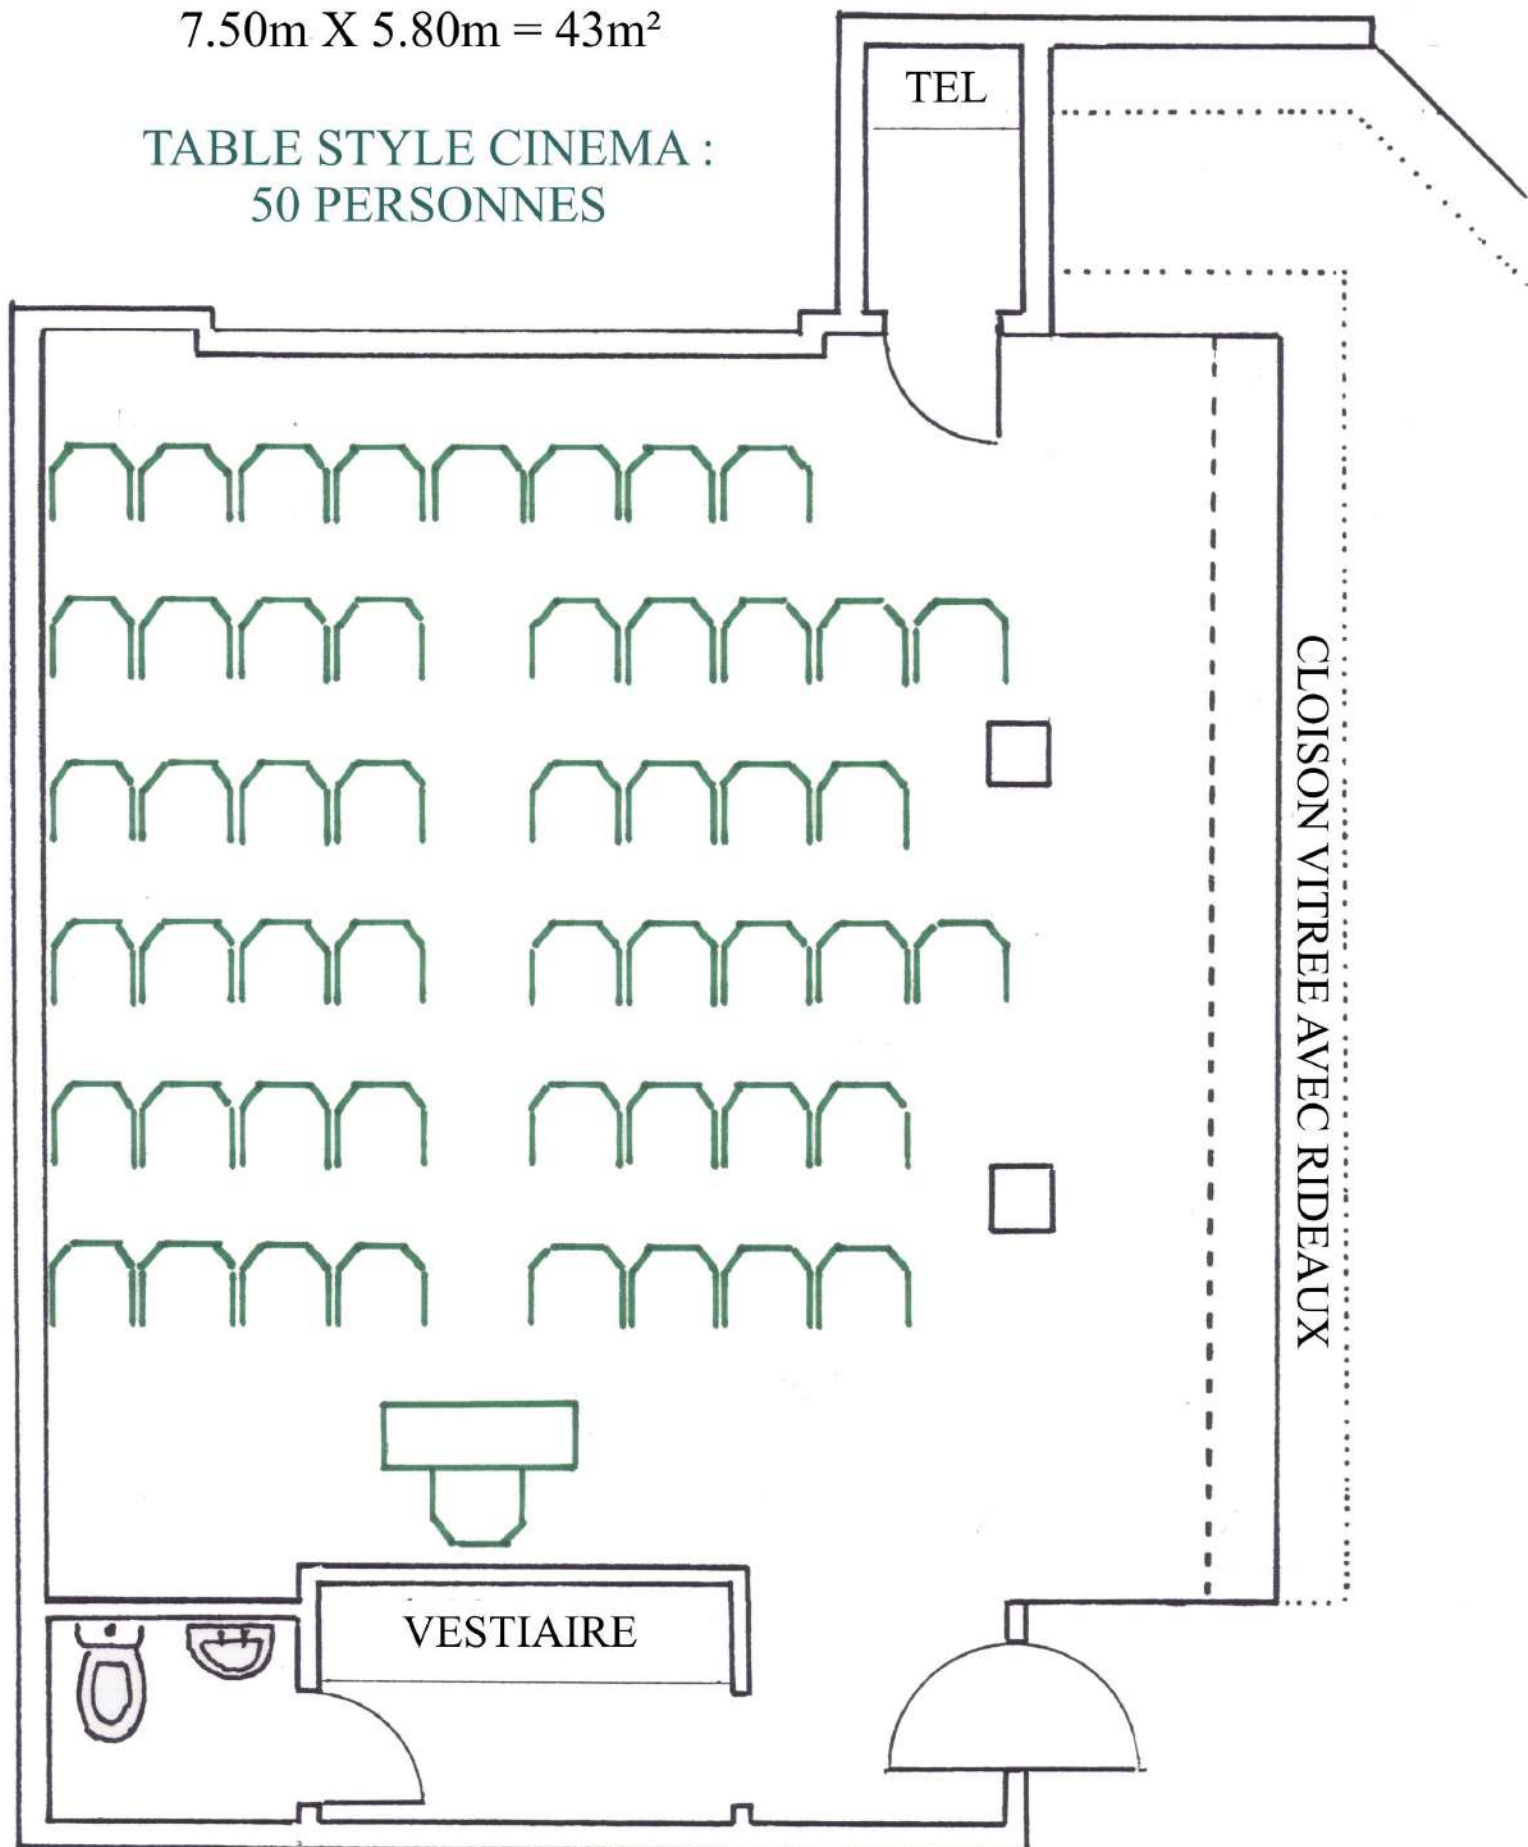 7.50m X 5.80m = 43m²
TABLE STYLE CINEMA :
50 PERSONNES
TEL
CLOISON VITREE AVEC RIDEAUX
VESTIAIRE